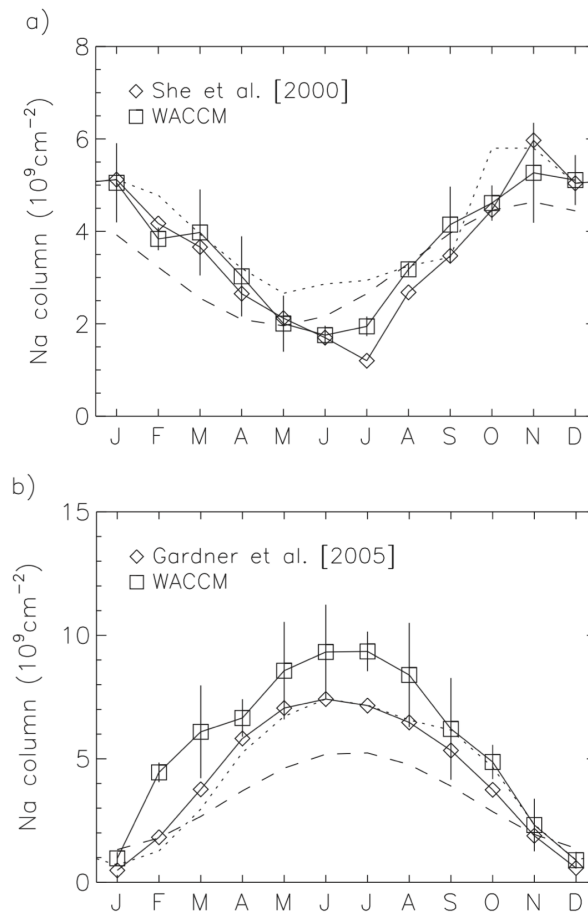 a)
8
6
4
2
0
Na column (10⁹cm⁻²)
She et al. [2000]
WACCM
J F M A M J J A S O N D
b)
15
10
5
0
Na column (10⁹cm⁻²)
Gardner et al. [2005]
WACCM
J F M A M J J A S O N D